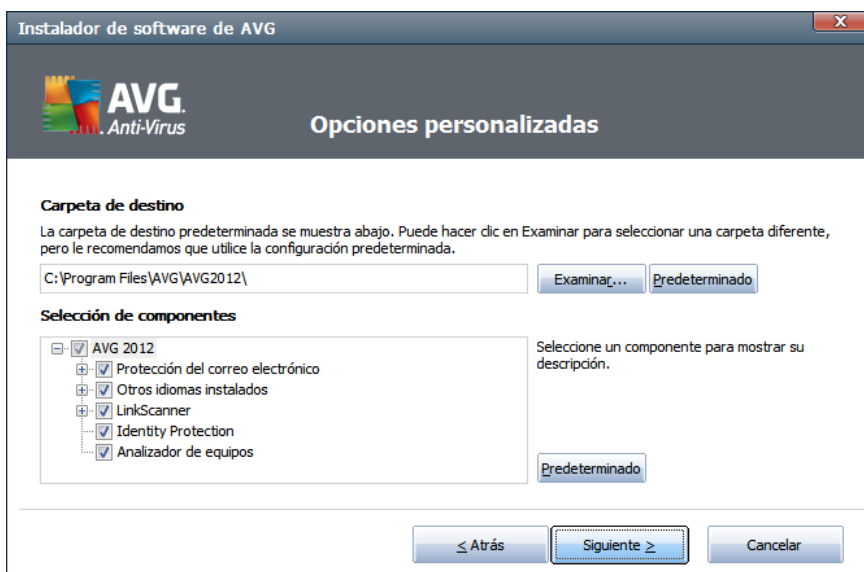 Instalador de software de AVG
X
AVG.
Anti-Virus
Opciones personalizadas
Carpeta de destino
La carpeta de destino predeterminada se muestra abajo. Puede hacer clic en Examinar para seleccionar una carpeta diferente,
pero le recomendamos que utilice la configuración predeterminada.
C:\Program Files\AVG\AVG2012\
Examinar...
Predeterminado
Selección de componentes
AVG 2012
Protección del correo electrónico
Otros idiomas instalados
LinkScanner
Identity Protection
Analizador de equipos
Seleccione un componente para mostrar su
descripción.
Predeterminado
< Atrás
Siguiente >
Cancelar